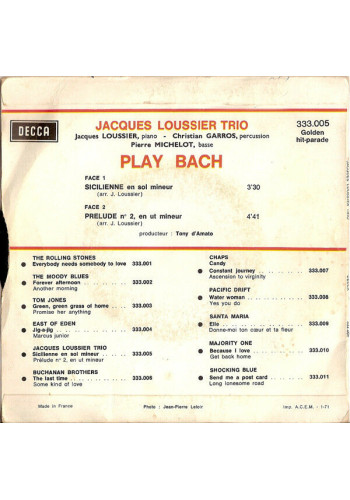 DECCA
JACQUES LOUSSIER TRIO
Jacques LOUSSIER, piano - Christian GARROS, percussion
Pierre MICHELOT, basse
PLAY BACH
333.005
Golden
hit-parade
FACE 1
SICILIENNE en sol mineur 3'30
(arr. J. Loussier)
FACE 2
PRELUDE n° 2, en ut mineur 4'41
(arr. J. Loussier)
producteur : Tony d'Amato
THE ROLLING STONES
Everybody needs somebody to love 333.001
THE MOODY BLUES
Forever afternoon 333.002
Another morning
TOM JONES
Green, green grass of home 333.003
Promise her anything
EAST OF EDEN
Jig-a-jig 333.004
Marcus junior
JACQUES LOUSSIER TRIO
Sicilienne en sol mineur 333.005
Prélude n° 2, en ut mineur
BUCHANAN BROTHERS
The last time 333.006
Some kind of love
CHAPS
Candy
Constant journey 333.007
Ascension to virginity
PACIFIC DRIFT
Water woman 333.008
Yes you do
SANTA MARIA
Elle 333.009
Donne-moi ton cœur et ta fleur
MAJORITY ONE
Because I love 333.010
Get back home
SHOCKING BLUE
Send me a post card 333.011
Long lonesome road
Made in France
Photo : Jean-Pierre Leloir
Imp. A.C.E.M. - 1-71